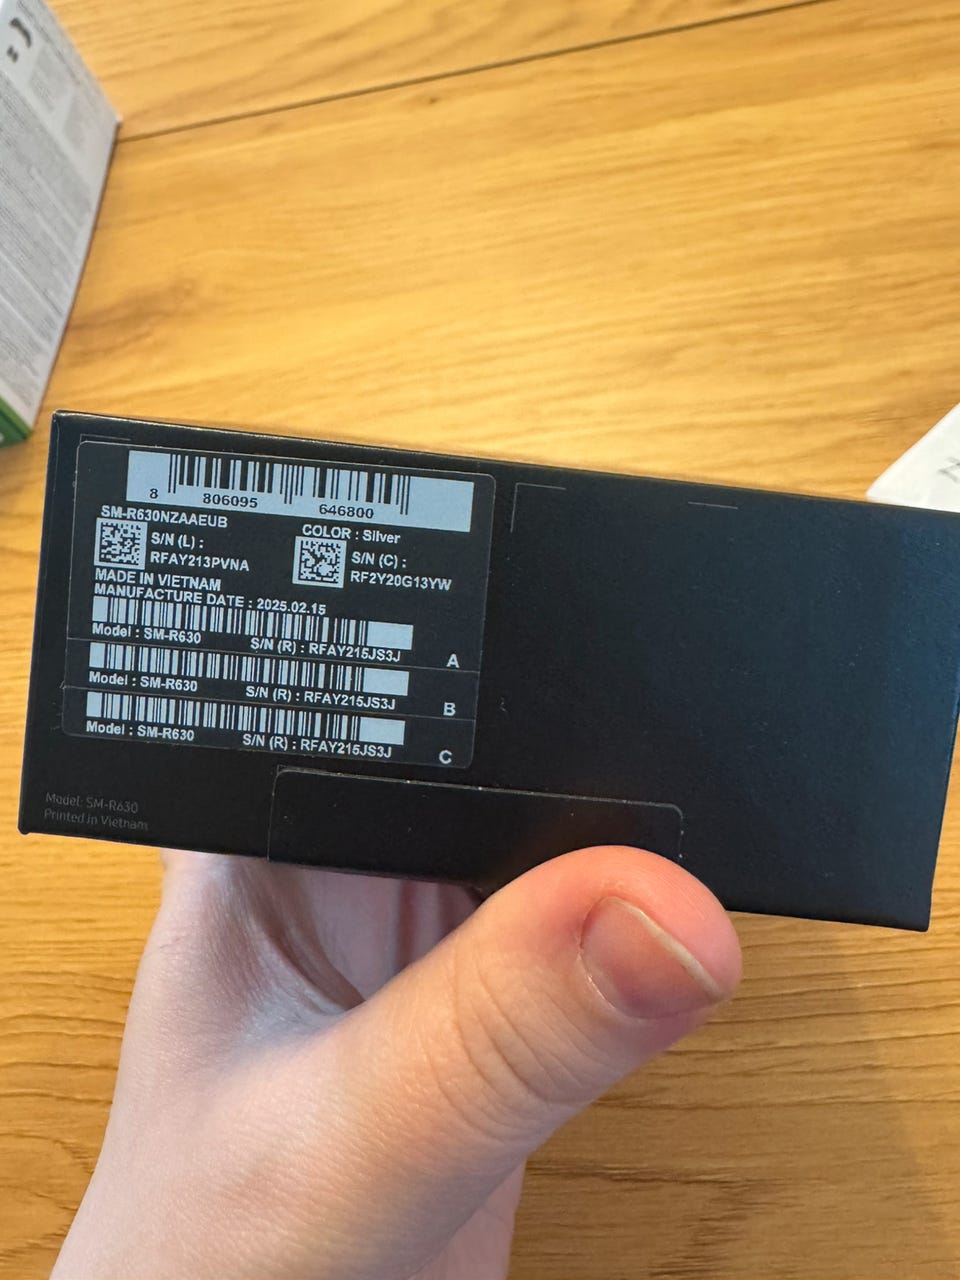 8 806095 646800
SM-R630NZAAEUB
COLOR : Silver
S/N (L) :
RFAY213PVNA
S/N (C) :
RF2Y20G13YW
MADE IN VIETNAM
MANUFACTURE DATE : 2025.02.15
Model : SM-R630 S/N (R) : RFAY215JS3J A
Model : SM-R630 S/N (R) : RFAY215JS3J B
Model : SM-R630 S/N (R) : RFAY215JS3J C
Model: SM-R630
Printed in Vietnam